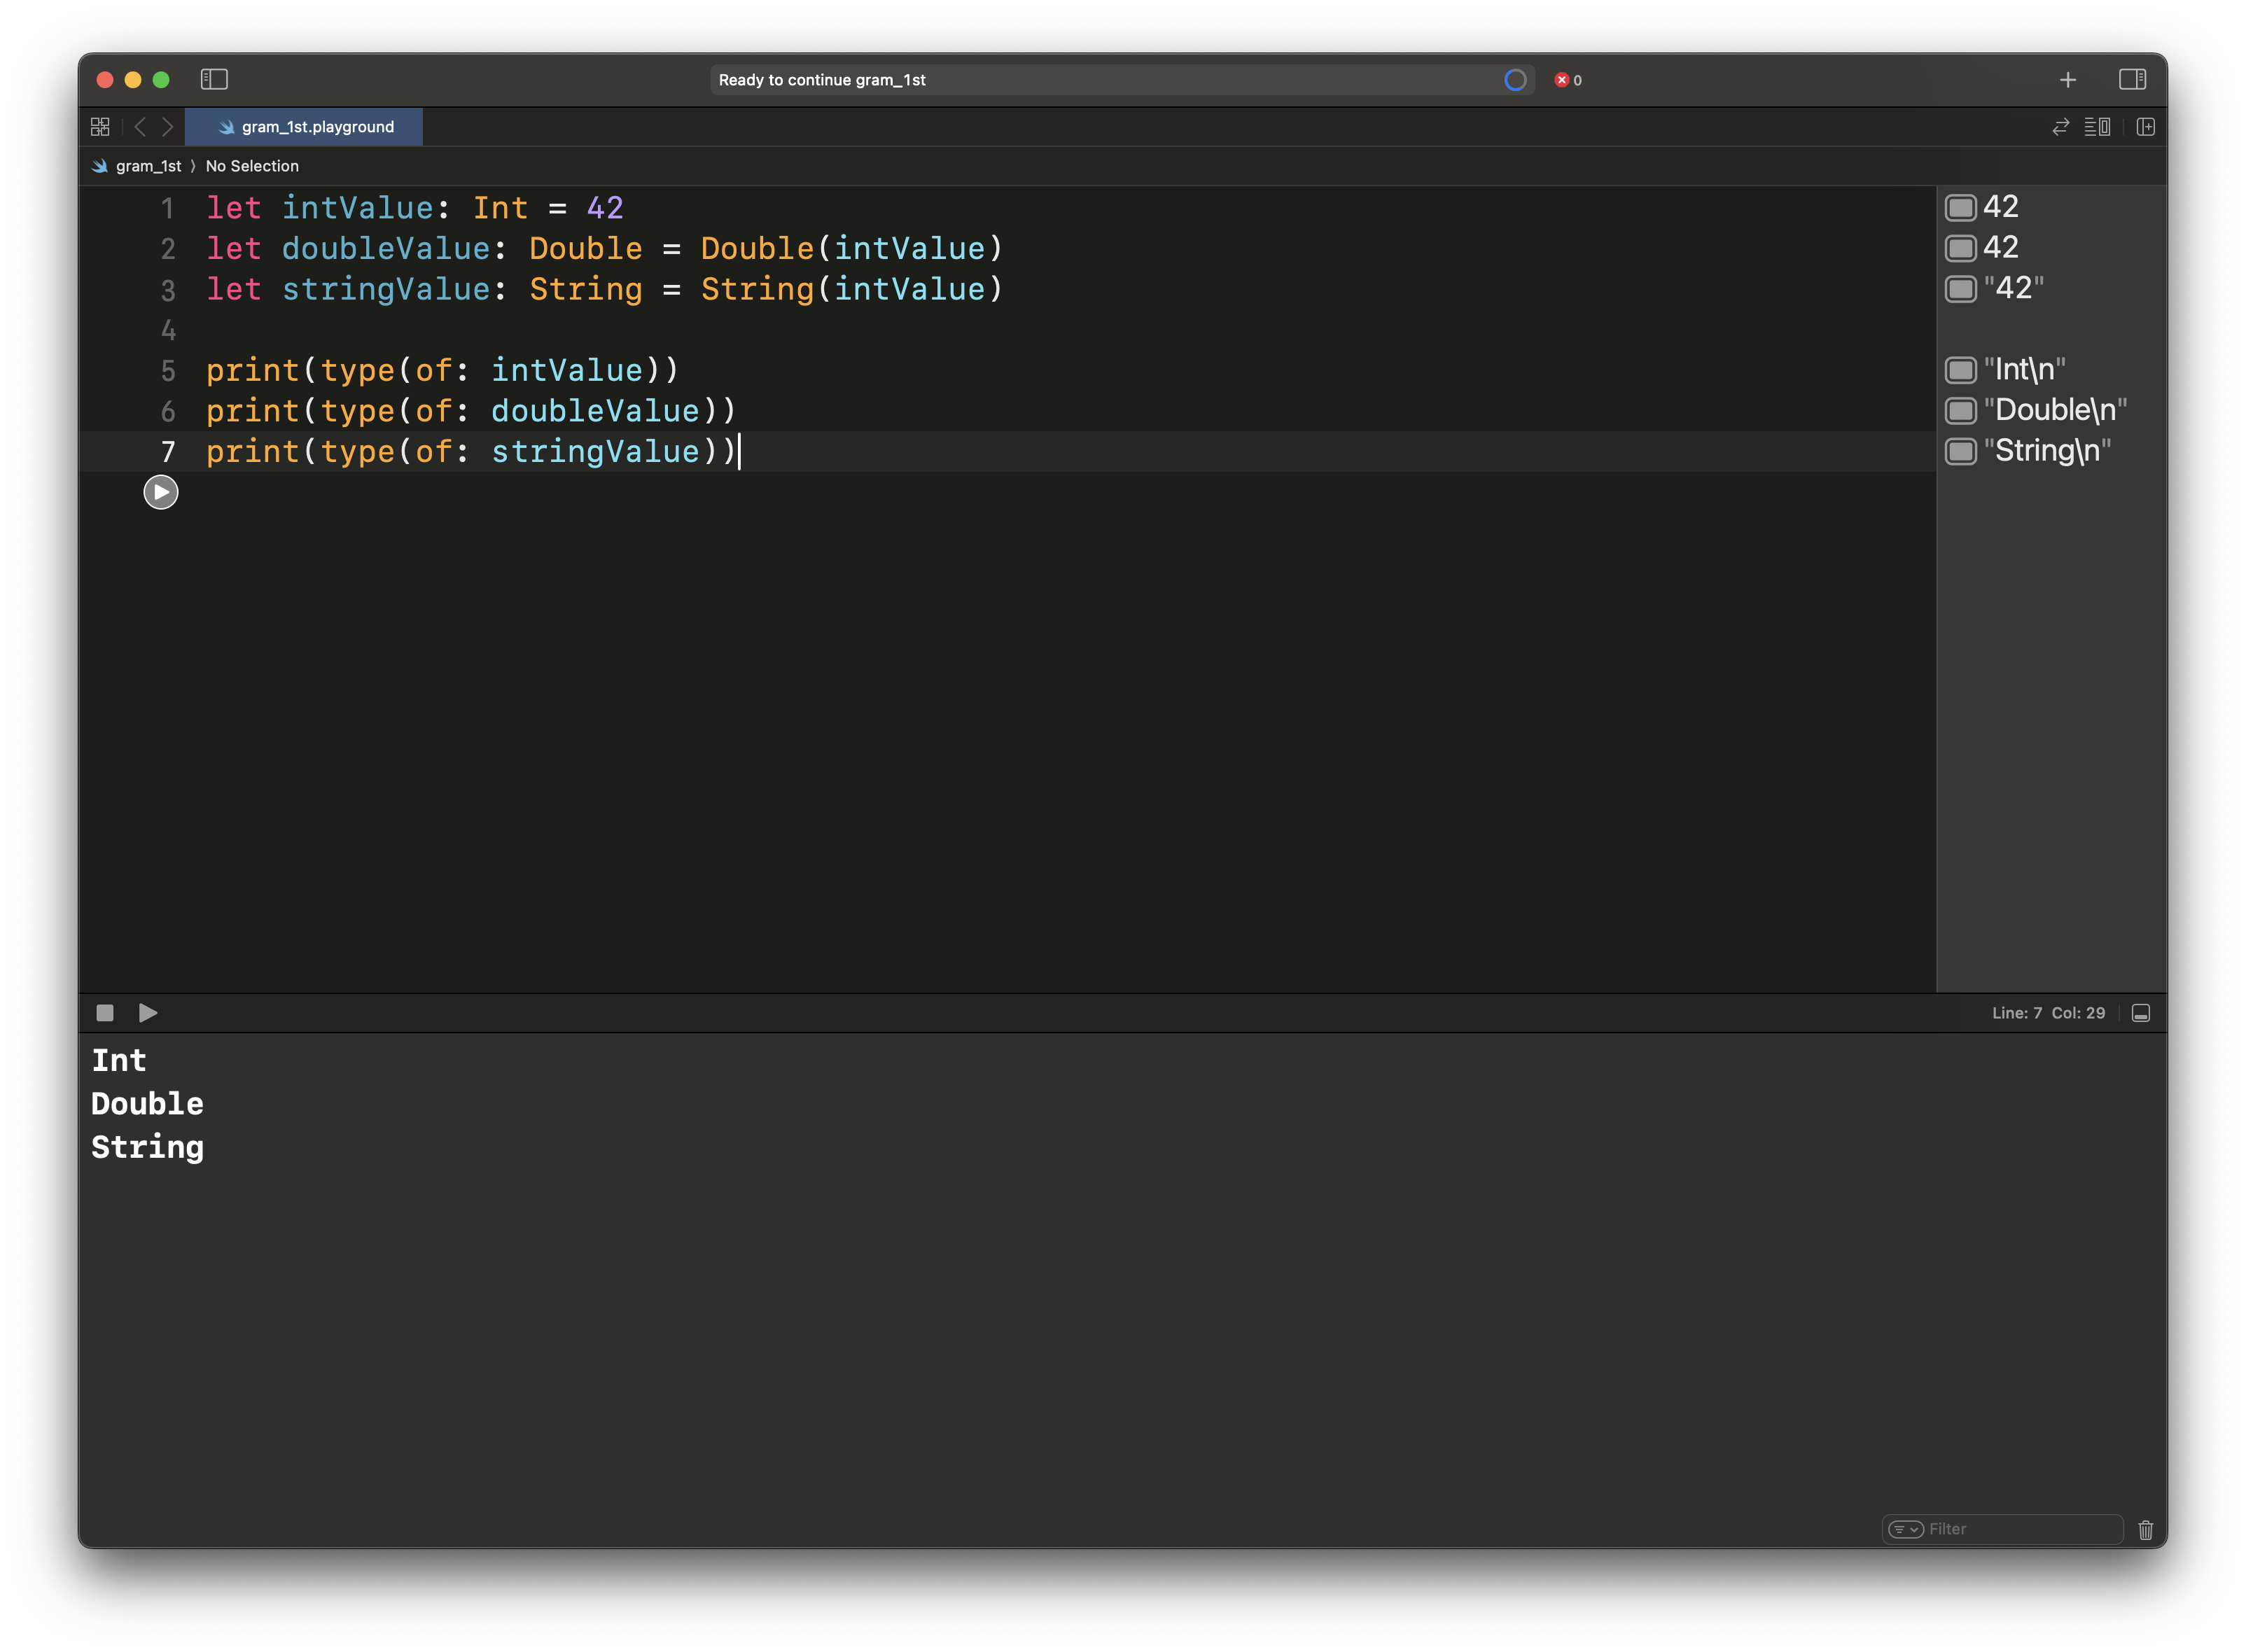 Ready to continue gram_1st 0
gram_1st.playground
gram_1st 〉 No Selection
1 let intValue: Int = 42 42
2 let doubleValue: Double = Double(intValue) 42
3 let stringValue: String = String(intValue) "42"
4
5 print(type(of: intValue)) "Int\n"
6 print(type(of: doubleValue)) "Double\n"
7 print(type(of: stringValue)) "String\n"
Line: 7 Col: 29
Int
Double
String
Filter